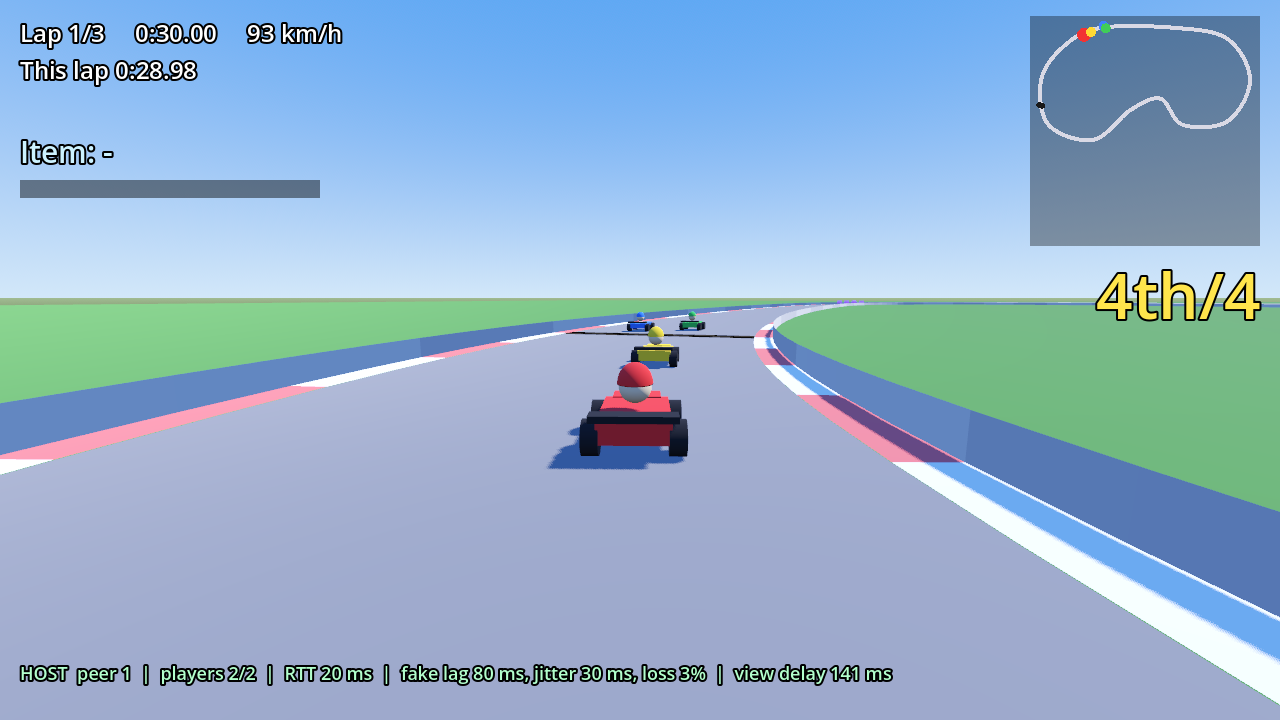 Lap 1/3 0:30.00 93 km/h
This lap 0:28.98
Item: -
4th/4
HOST peer 1 | players 2/2 | RTT 20 ms | fake lag 80 ms, jitter 30 ms, loss 3% | view delay 141 ms